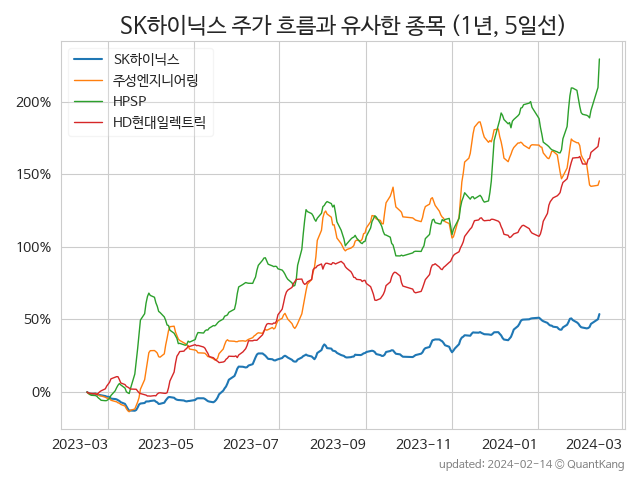 SK하이닉스 주가 흐름과 유사한 종목 (1년, 5일선)
SK하이닉스
주성엔지니어링
HPSP
HD현대일렉트릭
200%
150%
100%
50%
0%
2023-03 2023-05 2023-07 2023-09 2023-11 2024-01 2024-03
updated: 2024-02-14 © QuantKang